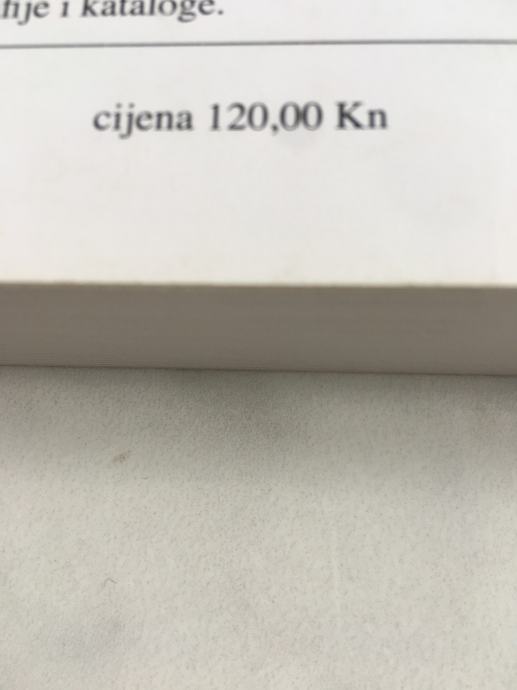 fije i kataloge.
cijena 120,00 Kn